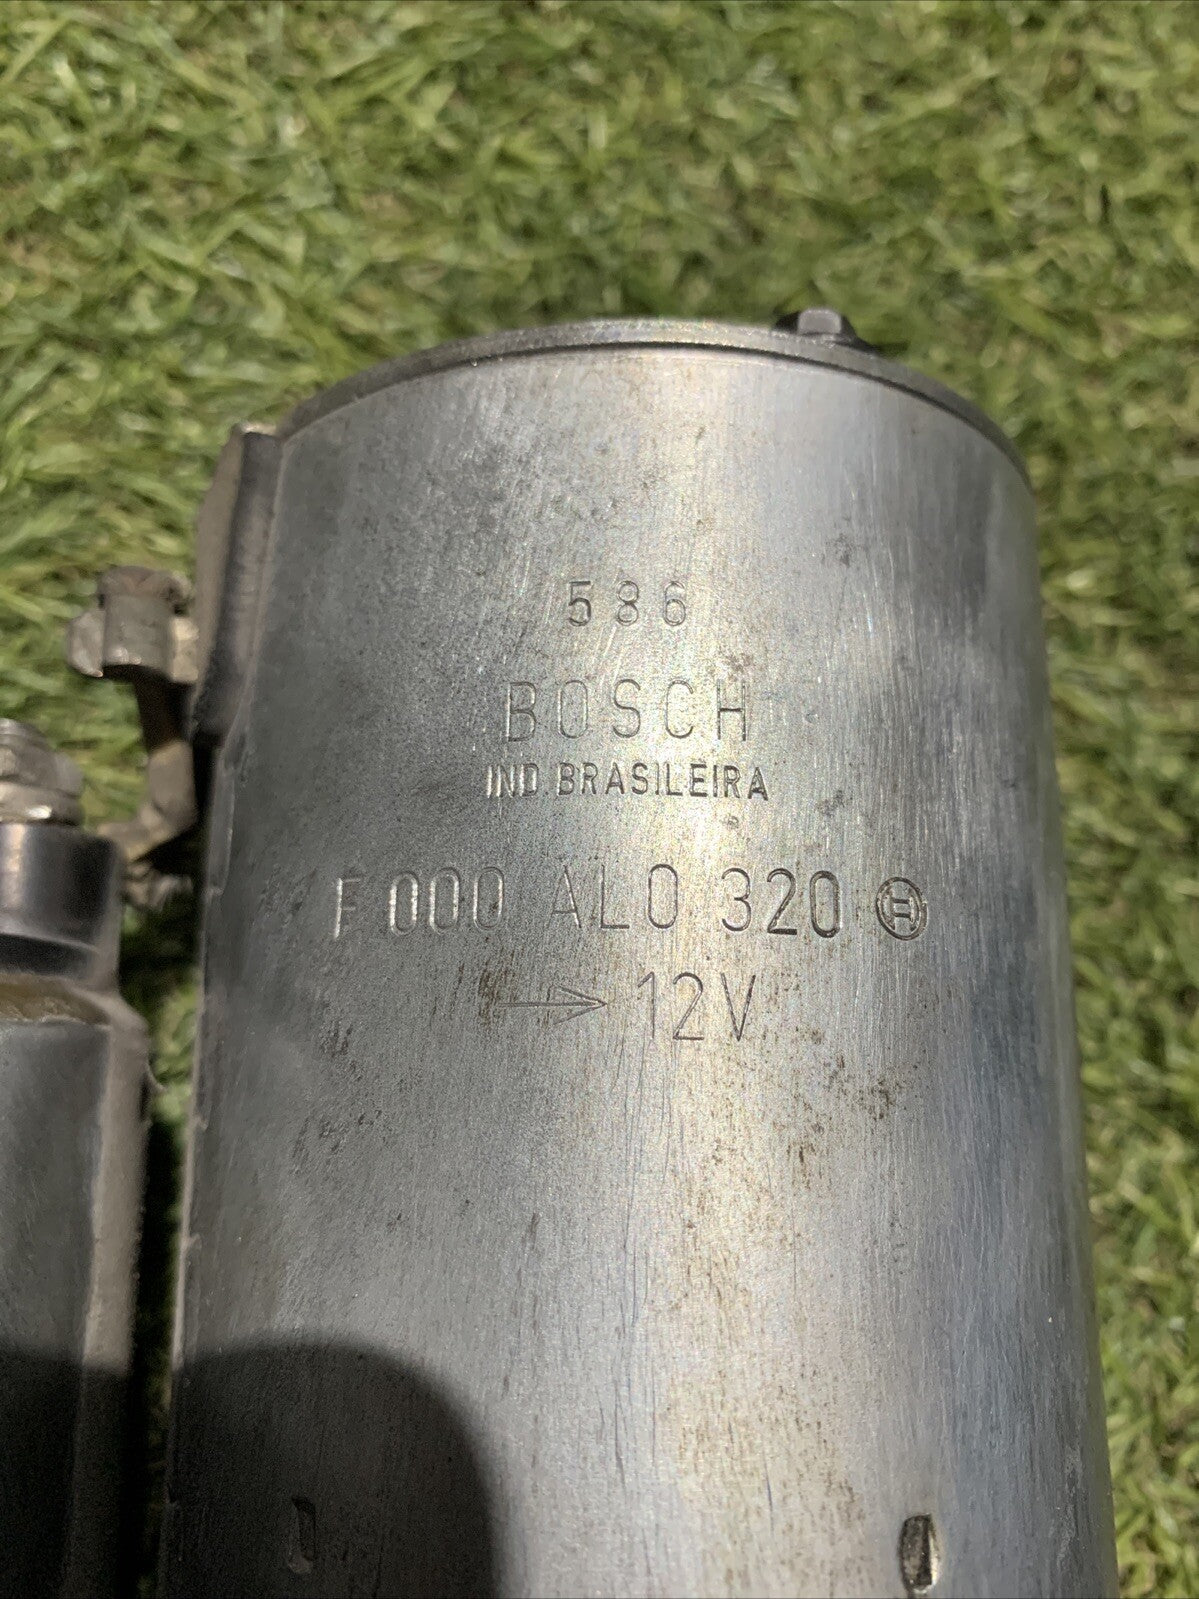 586
BOSCH
IND.BRASILEIRA
F 000 AL0 320
→ 12V